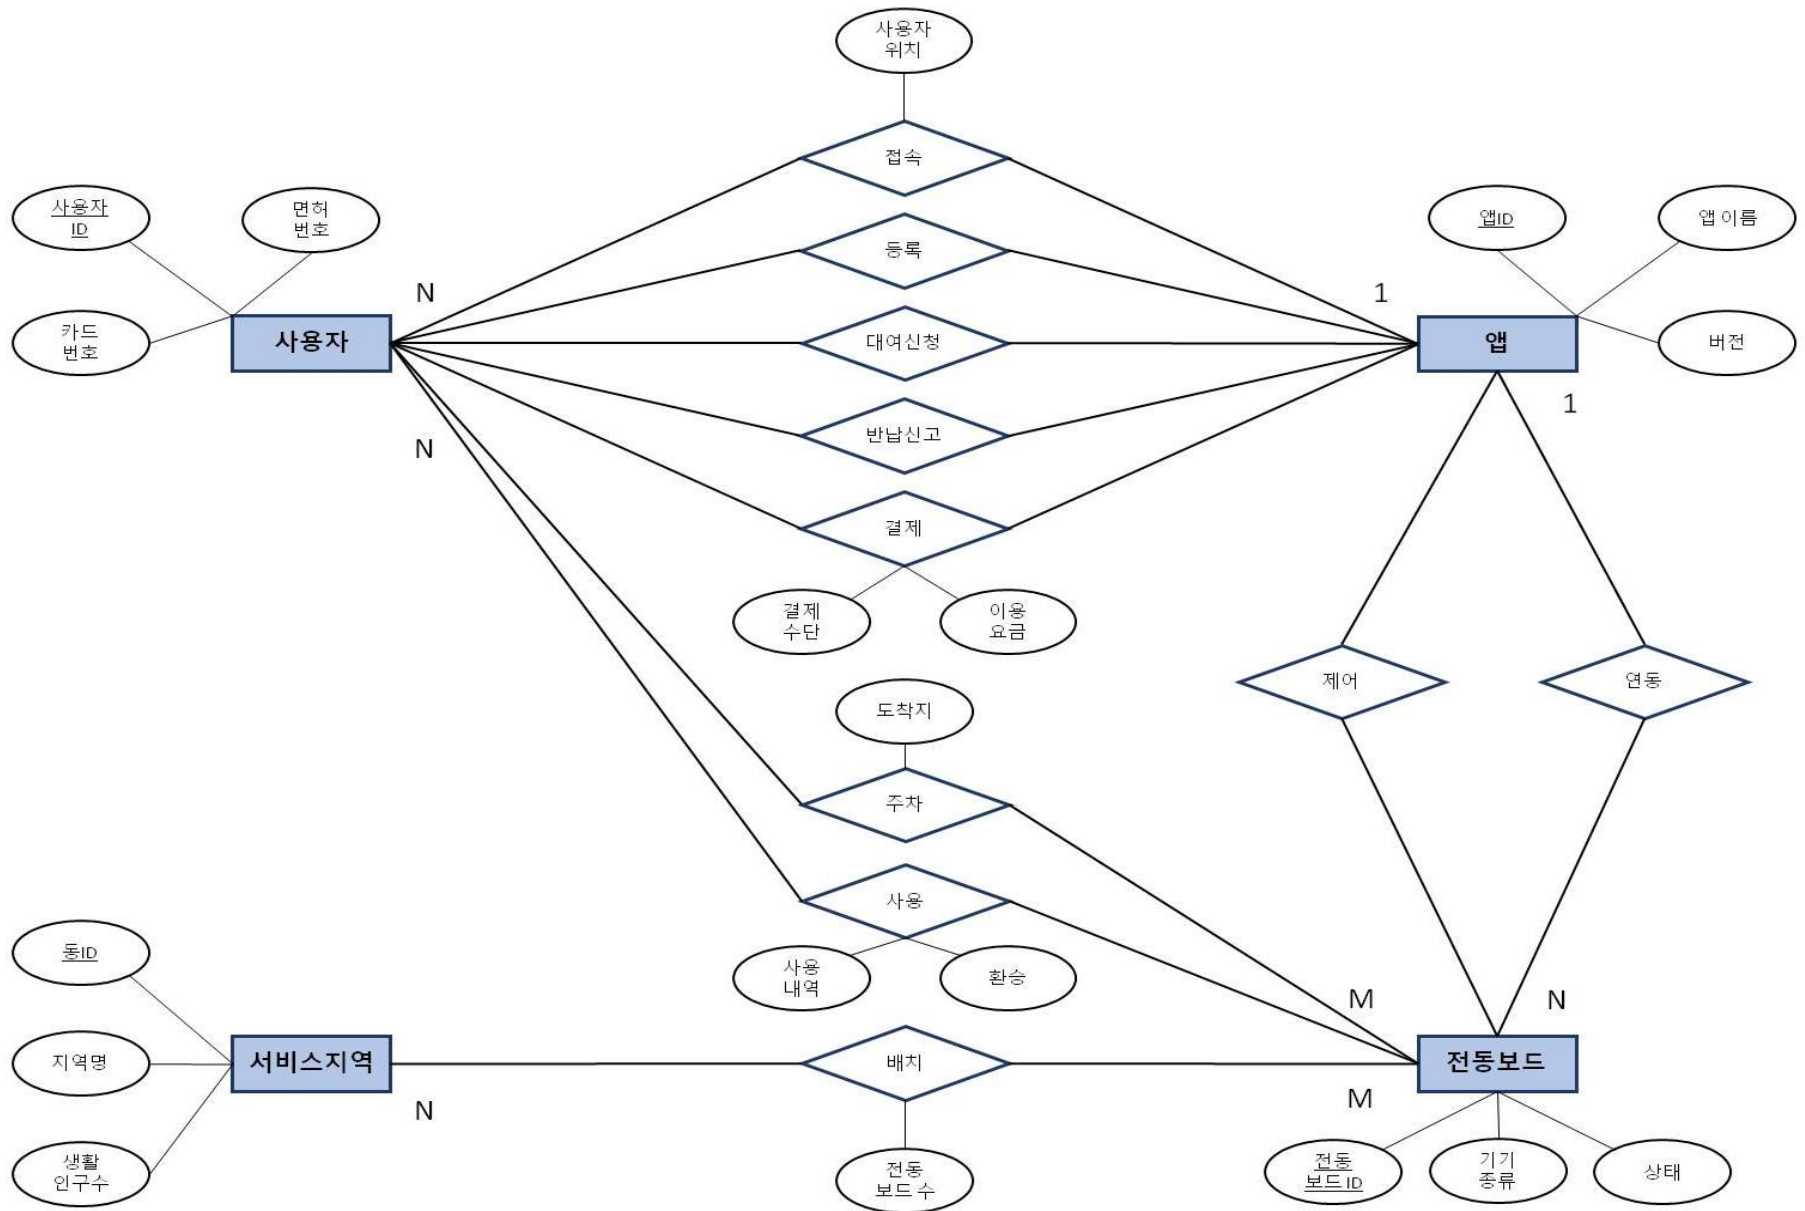 사용자
위치
접속
사용자
ID
면허
번호
카드
번호
사용자
N
N
등록
대여신청
반납신고
결제
결제
수단
이용
요금
앱ID
앱 이름
버전
앱
1
1
제어
연동
도착지
주차
사용
사용
내역
환승
동ID
지역명
생활
인구수
서비스지역
N
배치
전동
보드 수
M
M
N
전동보드
전동
보드 ID
기기
종류
상태